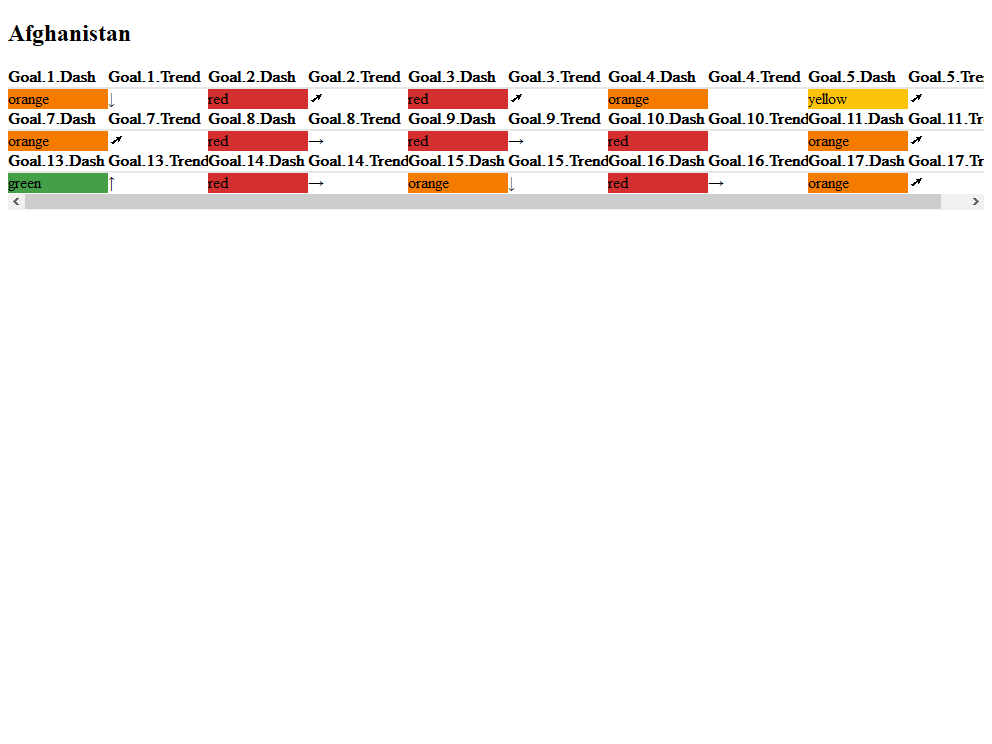 Afghanistan
Goal.1.Dash Goal.1.Trend Goal.2.Dash Goal.2.Trend Goal.3.Dash Goal.3.Trend Goal.4.Dash Goal.4.Trend Goal.5.Dash Goal.5.Tre
orange ↓ red ➚ red ➚ orange yellow ➚
Goal.7.Dash Goal.7.Trend Goal.8.Dash Goal.8.Trend Goal.9.Dash Goal.9.Trend Goal.10.Dash Goal.10.Trend Goal.11.Dash Goal.11.Tr
orange ➚ red → red → red orange ➚
Goal.13.Dash Goal.13.Trend Goal.14.Dash Goal.14.Trend Goal.15.Dash Goal.15.Trend Goal.16.Dash Goal.16.Trend Goal.17.Dash Goal.17.Tr
green ↑ red → orange ↓ red → orange ➚